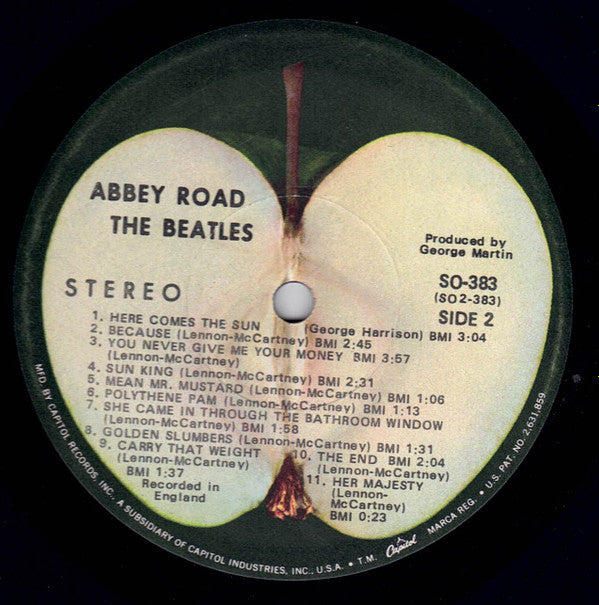 ABBEY ROAD
THE BEATLES
Produced by
George Martin
STEREO
SO-383
(SO2-383)
SIDE 2
1. HERE COMES THE SUN (George Harrison) BMI 3:04
2. BECAUSE (Lennon-McCartney) BMI 2:45
3. YOU NEVER GIVE ME YOUR MONEY BMI 3:57
(Lennon-McCartney)
4. SUN KING (Lennon-McCartney) BMI 2:31
5. MEAN MR. MUSTARD (Lennon-McCartney) BMI 1:06
6. POLYTHENE PAM (Lennon-McCartney) BMI 1:13
7. SHE CAME IN THROUGH THE BATHROOM WINDOW
(Lennon-McCartney) BMI 1:58
8. GOLDEN SLUMBERS (Lennon-McCartney) BMI 1:31
9. CARRY THAT WEIGHT
(Lennon-McCartney)
BMI 1:37
Recorded in
England
10. THE END BMI 2:04
(Lennon-McCartney)
11. HER MAJESTY
(Lennon-
McCartney)
BMI 0:23
MFD. BY CAPITOL RECORDS, INC., A SUBSIDIARY OF CAPITOL INDUSTRIES, INC., U.S.A. • T.M. Capitol MARCA REG. • U.S. PAT. NO. 2,631,859